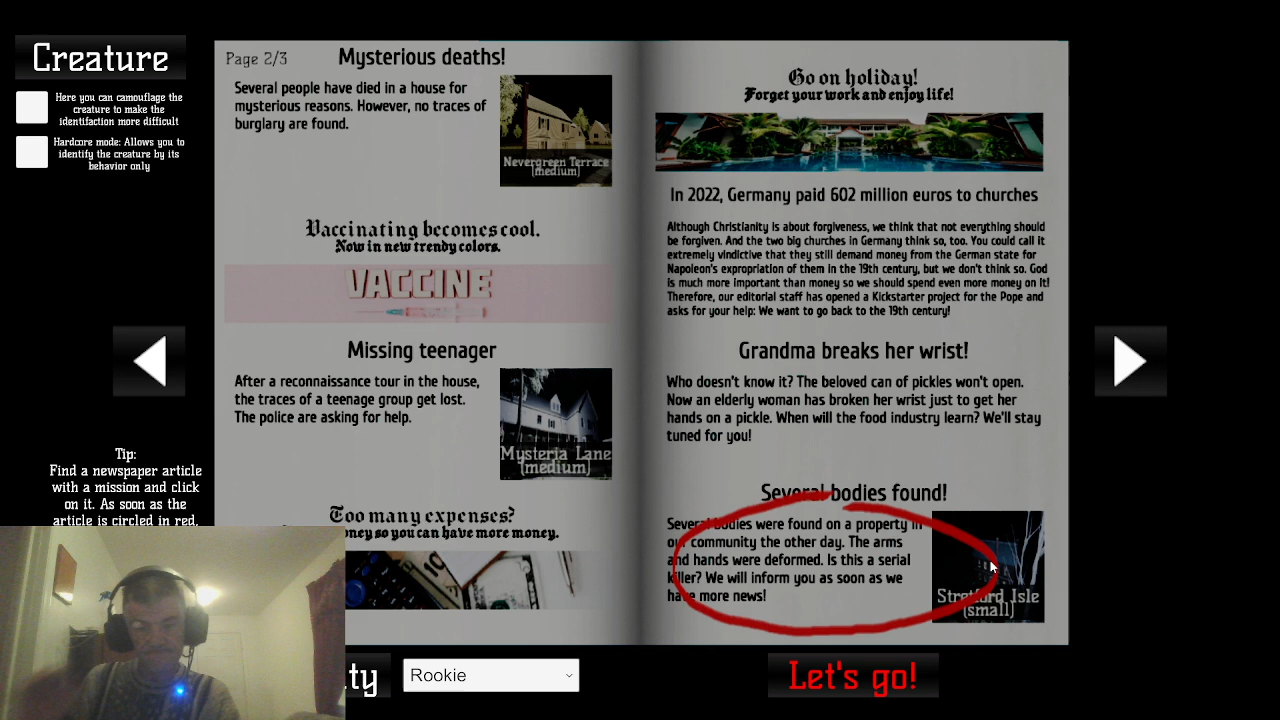 Creature
Here you can camouflage the
creature to make the
identifaction more difficult
Hardcore mode: Allows you to
identify the creature by its
behavior only
Tip:
Find a newspaper article
with a mission and click
on it. As soon as the
article is circled in red,
Page 2/3
Mysterious deaths!
Several people have died in a house for
mysterious reasons. However, no traces of
burglary are found.
Nevergreen Terrace
(medium)
Vaccinating becomes cool.
Now in new trendy colors.
VACCINE
Missing teenager
After a reconnaissance tour in the house,
the traces of a teenage group get lost.
The police are asking for help.
Mysteria Lane
(medium)
Too many expenses?
so you can have more money.
Go on holiday!
Forget your work and enjoy life!
In 2022, Germany paid 602 million euros to churches
Although Christianity is about forgiveness, we think that not everything should
be forgiven. And the two big churches in Germany think so, too. You could call it
extremely vindictive that they still demand money from the German state for
Napoleon's expropriation of them in the 19th century, but we don't think so. God
is much more important than money so we should spend even more money on it!
Therefore, our editorial staff has opened a Kickstarter project for the Pope and
asks for your help: We want to go back to the 19th century!
Grandma breaks her wrist!
Who doesn't know it? The beloved can of pickles won't open.
Now an elderly woman has broken her wrist just to get her
hands on a pickle. When will the food industry learn? We'll stay
tuned for you!
Several bodies found!
Several bodies were found on a property in
our community the other day. The arms
and hands were deformed. Is this a serial
killer? We will inform you as soon as we
have more news!
Stretford Isle
(small)
Rookie
Let's go!